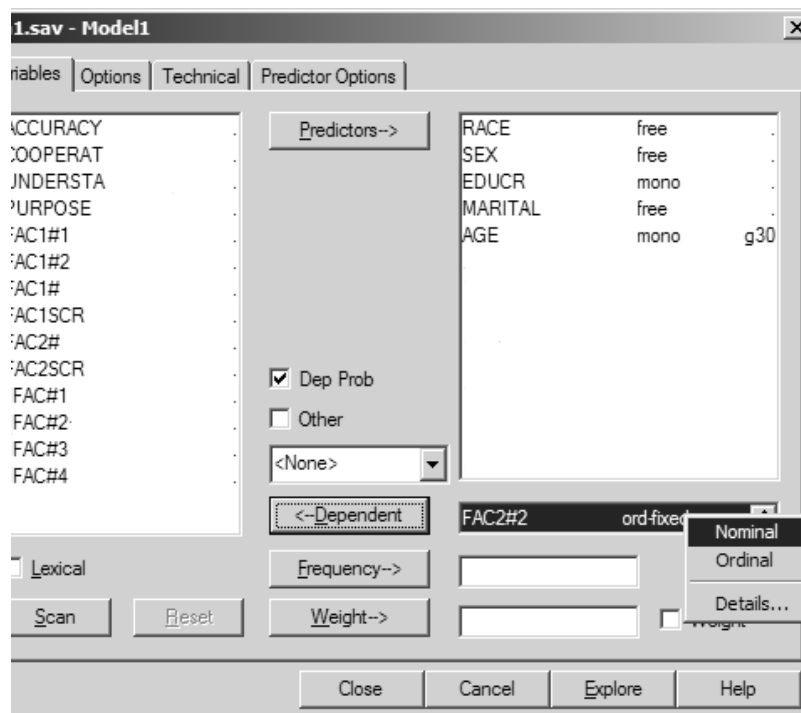 1.sav - Model1
riables Options Technical Predictor Options
ACCURACY .
COOPERAT .
UNDERSTA .
PURPOSE .
FAC1#1 .
FAC1#2 .
FAC1# .
FAC1SCR .
FAC2# .
FAC2SCR .
FAC#1
FAC#2
FAC#3
FAC#4
Predictors-->
RACE free .
SEX free .
EDUCR mono .
MARITAL free .
AGE mono g30
Dep Prob
Other
<None>
<--Dependent
FAC2#2 ord-fixed
Nominal
Ordinal
Details...
Lexical
Frequency-->
Scan
Reset
Weight-->
Weight
Close
Cancel
Explore
Help